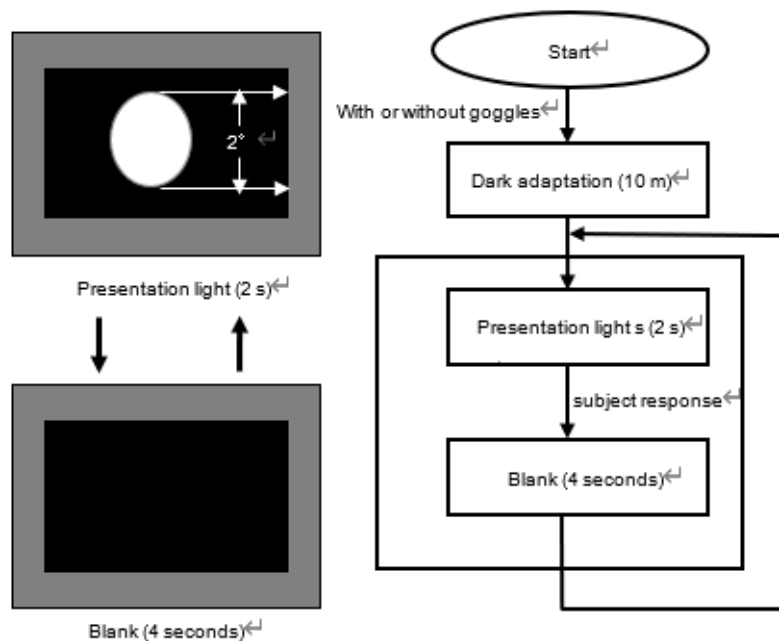 2°
Presentation light (2 s)
Blank (4 seconds)
Start
With or without goggles
Dark adaptation (10 m)
Presentation light s (2 s)
subject response
Blank (4 seconds)